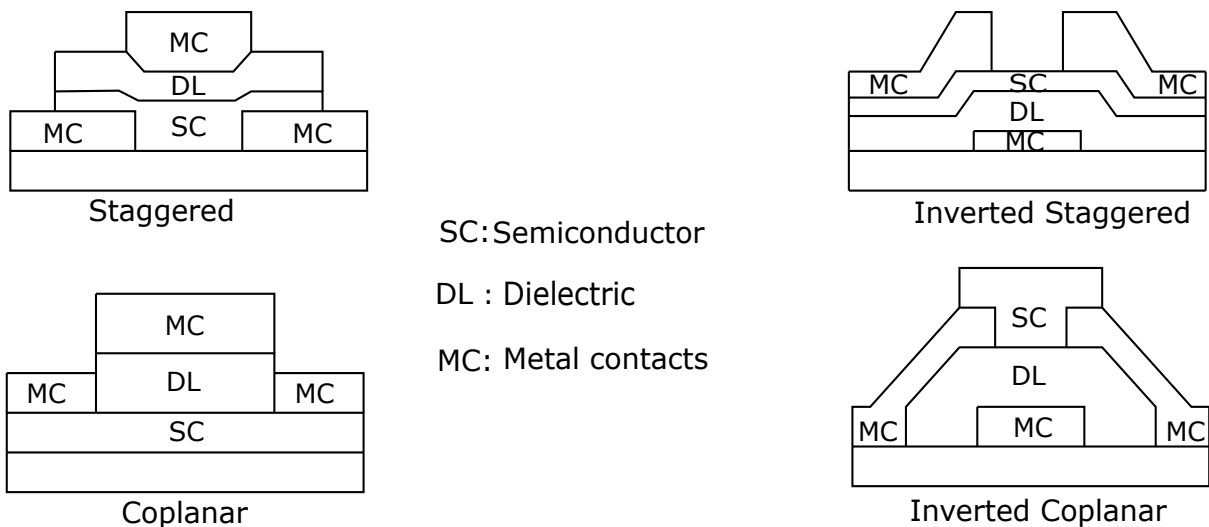 MC
DL
MC SC MC
Staggered
MC MC
SC
DL
MC
Inverted Staggered
SC: Semiconductor
DL : Dielectric
MC: Metal contacts
MC
MC DL MC
SC
Coplanar
SC
DL
MC MC MC
Inverted Coplanar